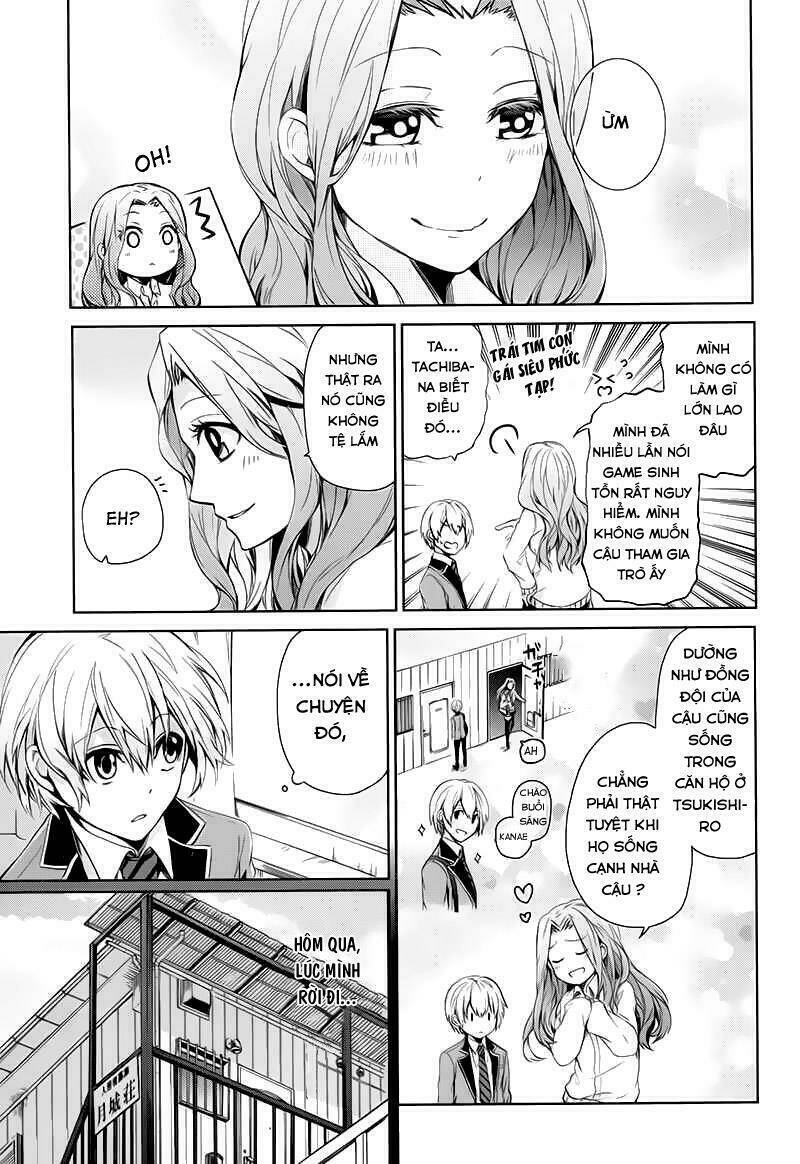 ỪM
OH!
MÌNH
KHÔNG CÓ
LÀM GÌ
LỚN LAO
ĐÂU
MÌNH ĐÃ
NHIỀU LẦN NÓI
GAME SINH
TỒN RẤT NGUY
HIỂM. MÌNH
KHÔNG MUỐN
CẬU THAM GIA
TRÒ ẤY
TRÁI TIM CON
GÁI SIÊU PHỨC
TẠP!
TA...
TACHIBA-
NA BIẾT
ĐIỀU
ĐÓ...
NHƯNG
THẬT RA
NÓ CŨNG
KHÔNG
TỆ LẮM
EH?
DƯỜNG
NHƯ ĐỒNG
ĐỘI CỦA
CẬU CŨNG
SỐNG
TRONG
CĂN HỘ Ở
TSUKISHI-
RO
CHẲNG
PHẢI THẬT
TUYỆT KHI
HỌ SỐNG
CẠNH NHÀ
CẬU ?
ガチャ
AH
CHÀO
BUỔI
SÁNG
KANAE
...NÓI VỀ
CHUYỆN
ĐÓ,
HÔM QUA,
LÚC MÌNH
RỜI ĐI...
月城荘